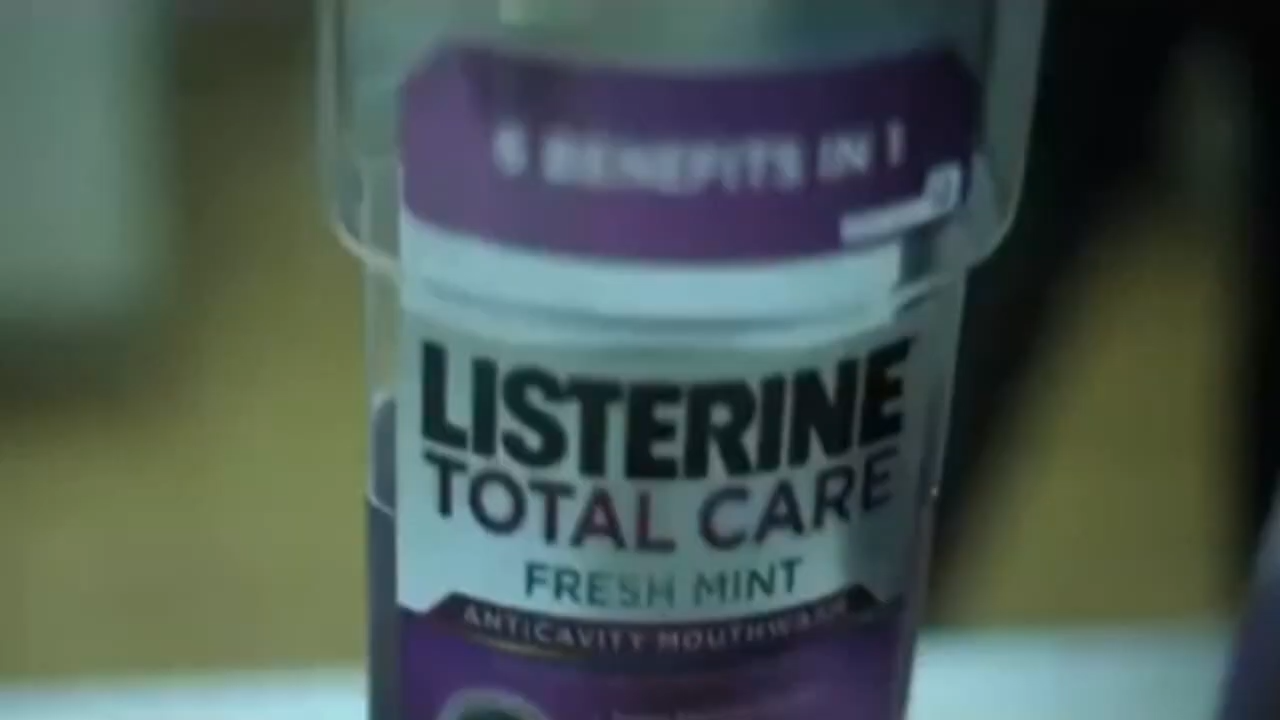 6 BENEFITS IN 1
LISTERINE
TOTAL CARE
FRESH MINT
ANTICAVITY MOUTHWASH